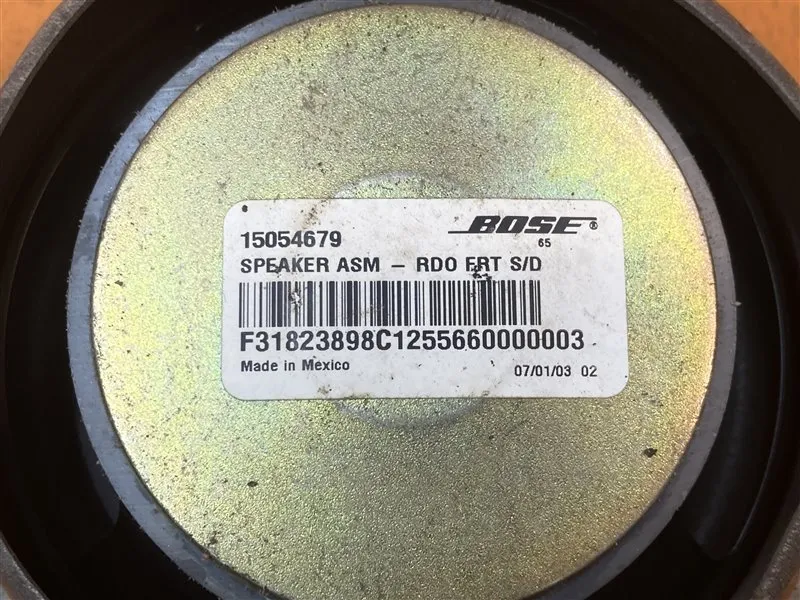 15054679
BOSE®
65
SPEAKER ASM – RDO FRT S/D
F31823898C1255660000003
Made in Mexico
07/01/03 02